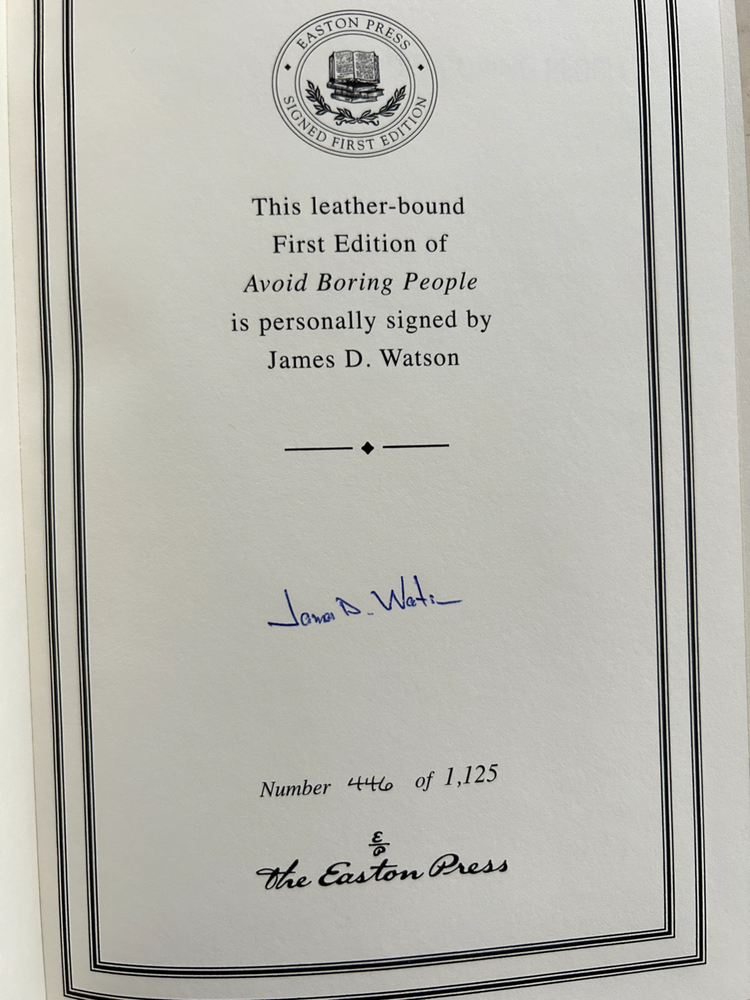 EASTON PRESS
SIGNED FIRST EDITION
This leather-bound
First Edition of
Avoid Boring People
is personally signed by
James D. Watson
James D. Watson
Number 446 of 1,125
E
P
The Easton Press